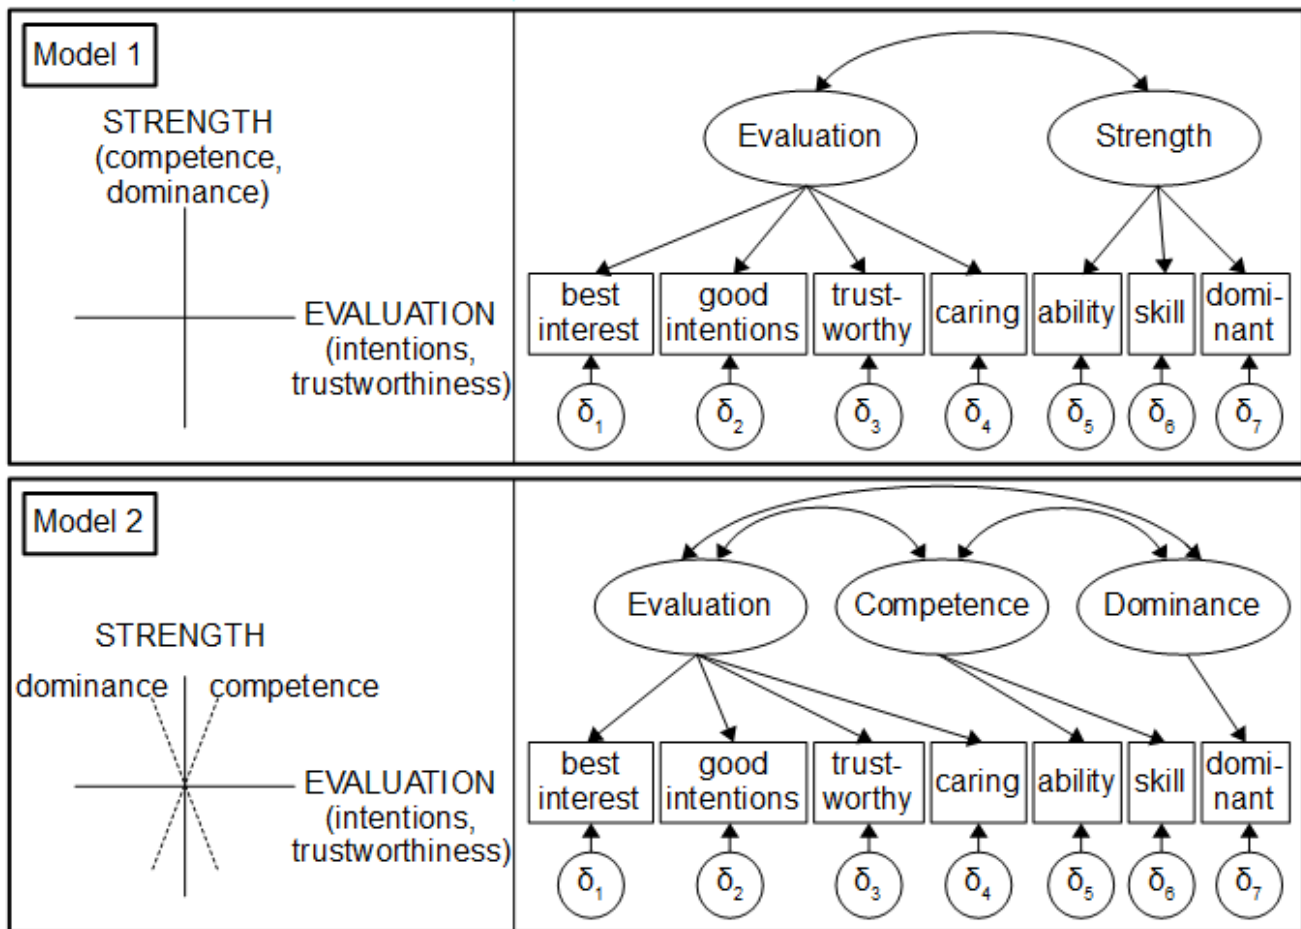 Model 1
STRENGTH
(competence,
dominance)
EVALUATION
(intentions,
trustworthiness)
Evaluation
Strength
best
interest
good
intentions
trust-
worthy
caring
ability
skill
domi-
nant
δ1
δ2
δ3
δ4
δ5
δ6
δ7
Model 2
STRENGTH
dominance
competence
EVALUATION
(intentions,
trustworthiness)
Evaluation
Competence
Dominance
best
interest
good
intentions
trust-
worthy
caring
ability
skill
domi-
nant
δ1
δ2
δ3
δ4
δ5
δ6
δ7